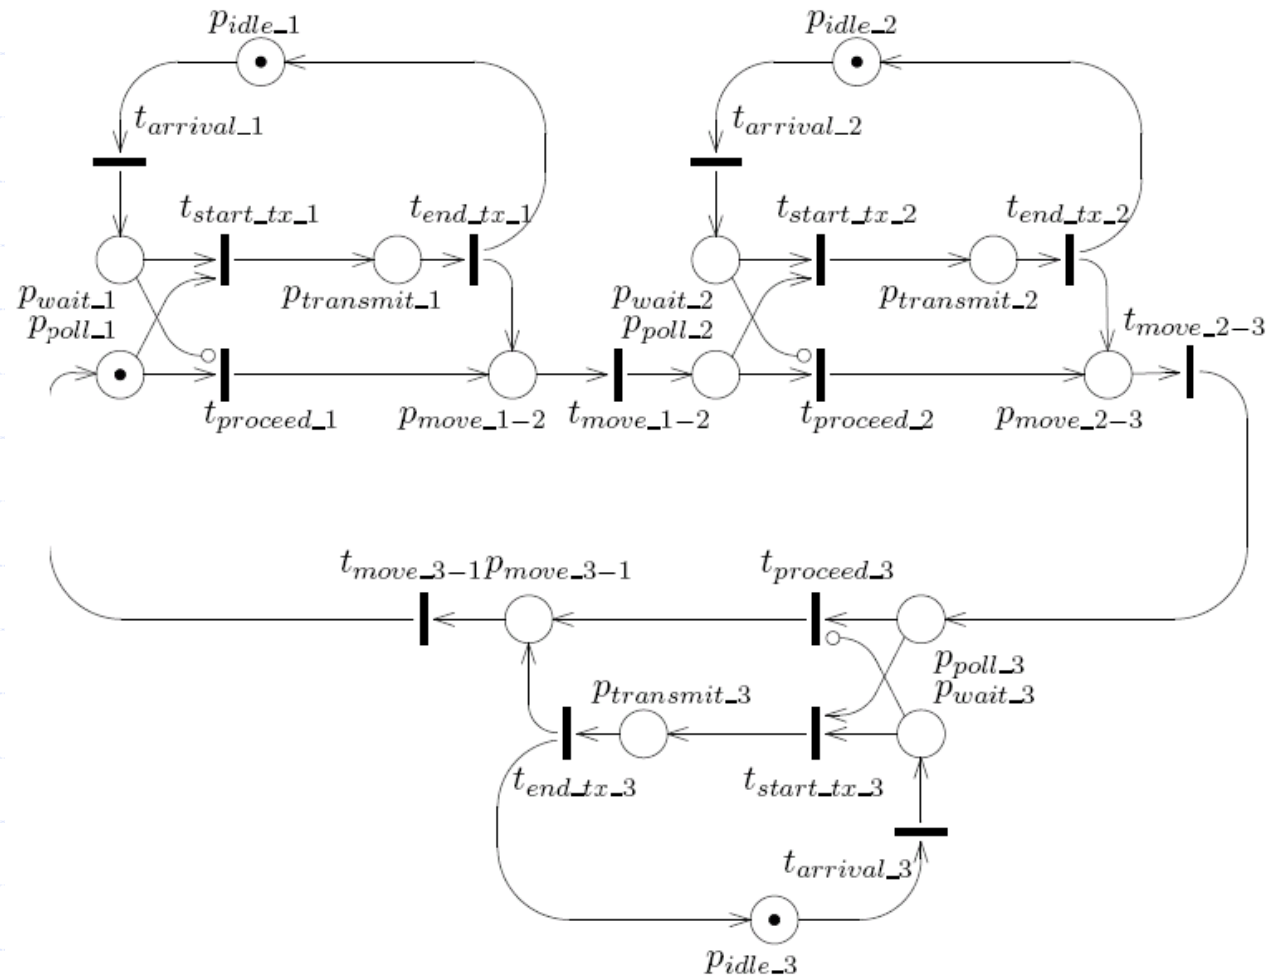 p_idle_1 p_idle_2
t_arrival_1 t_arrival_2
t_start_tx_1 t_end_tx_1 t_start_tx_2 t_end_tx_2
p_wait_1 p_transmit_1 p_wait_2 p_transmit_2
p_poll_1 p_poll_2 t_move_2-3
t_proceed_1 p_move_1-2 t_move_1-2 t_proceed_2 p_move_2-3
t_move_3-1 p_move_3-1 t_proceed_3
p_poll_3
p_transmit_3 p_wait_3
t_end_tx_3 t_start_tx_3
t_arrival_3
p_idle_3